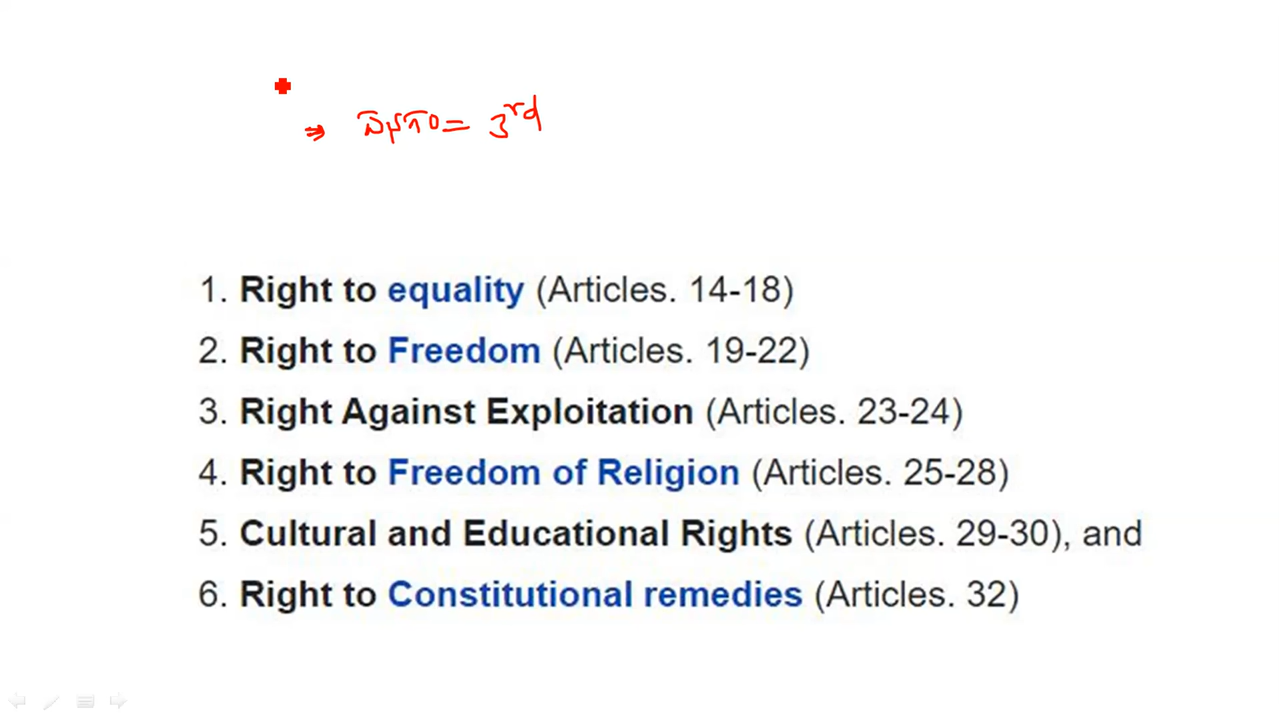 ⇒ = 3rd
1. Right to equality (Articles. 14-18)
2. Right to Freedom (Articles. 19-22)
3. Right Against Exploitation (Articles. 23-24)
4. Right to Freedom of Religion (Articles. 25-28)
5. Cultural and Educational Rights (Articles. 29-30), and
6. Right to Constitutional remedies (Articles. 32)